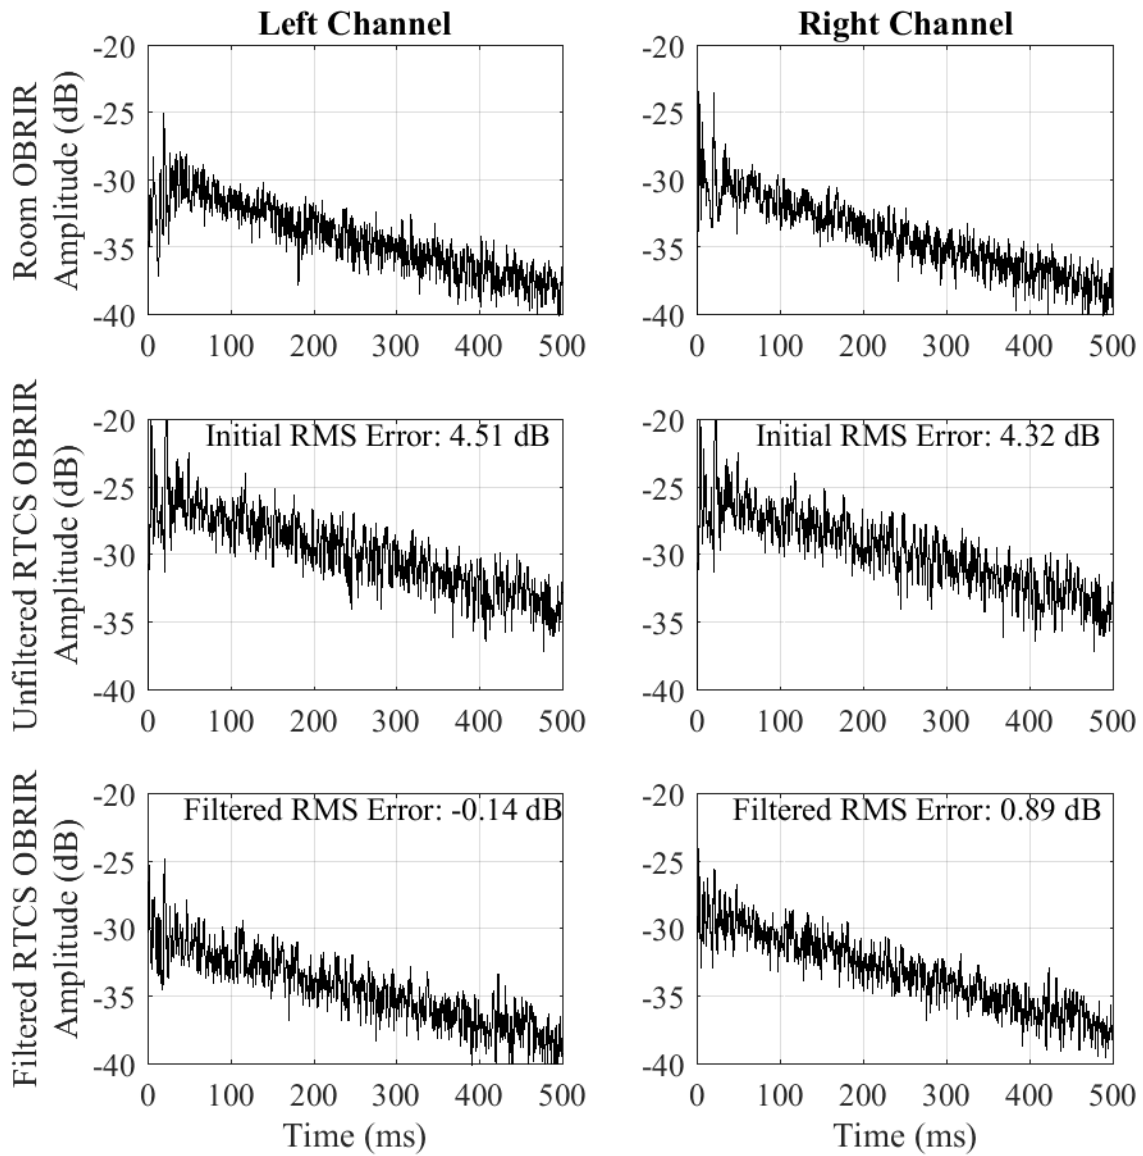 Left Channel
Right Channel
Room OBRIR
Amplitude (dB)
-20
-25
-30
-35
-40
0 100 200 300 400 500
-20
-25
-30
-35
-40
0 100 200 300 400 500
Unfiltered RTCS OBRIR
Amplitude (dB)
Initial RMS Error: 4.51 dB
-20
-25
-30
-35
-40
0 100 200 300 400 500
Initial RMS Error: 4.32 dB
-20
-25
-30
-35
-40
0 100 200 300 400 500
Filtered RTCS OBRIR
Amplitude (dB)
Filtered RMS Error: -0.14 dB
-20
-25
-30
-35
-40
0 100 200 300 400 500
Time (ms)
Filtered RMS Error: 0.89 dB
-20
-25
-30
-35
-40
0 100 200 300 400 500
Time (ms)